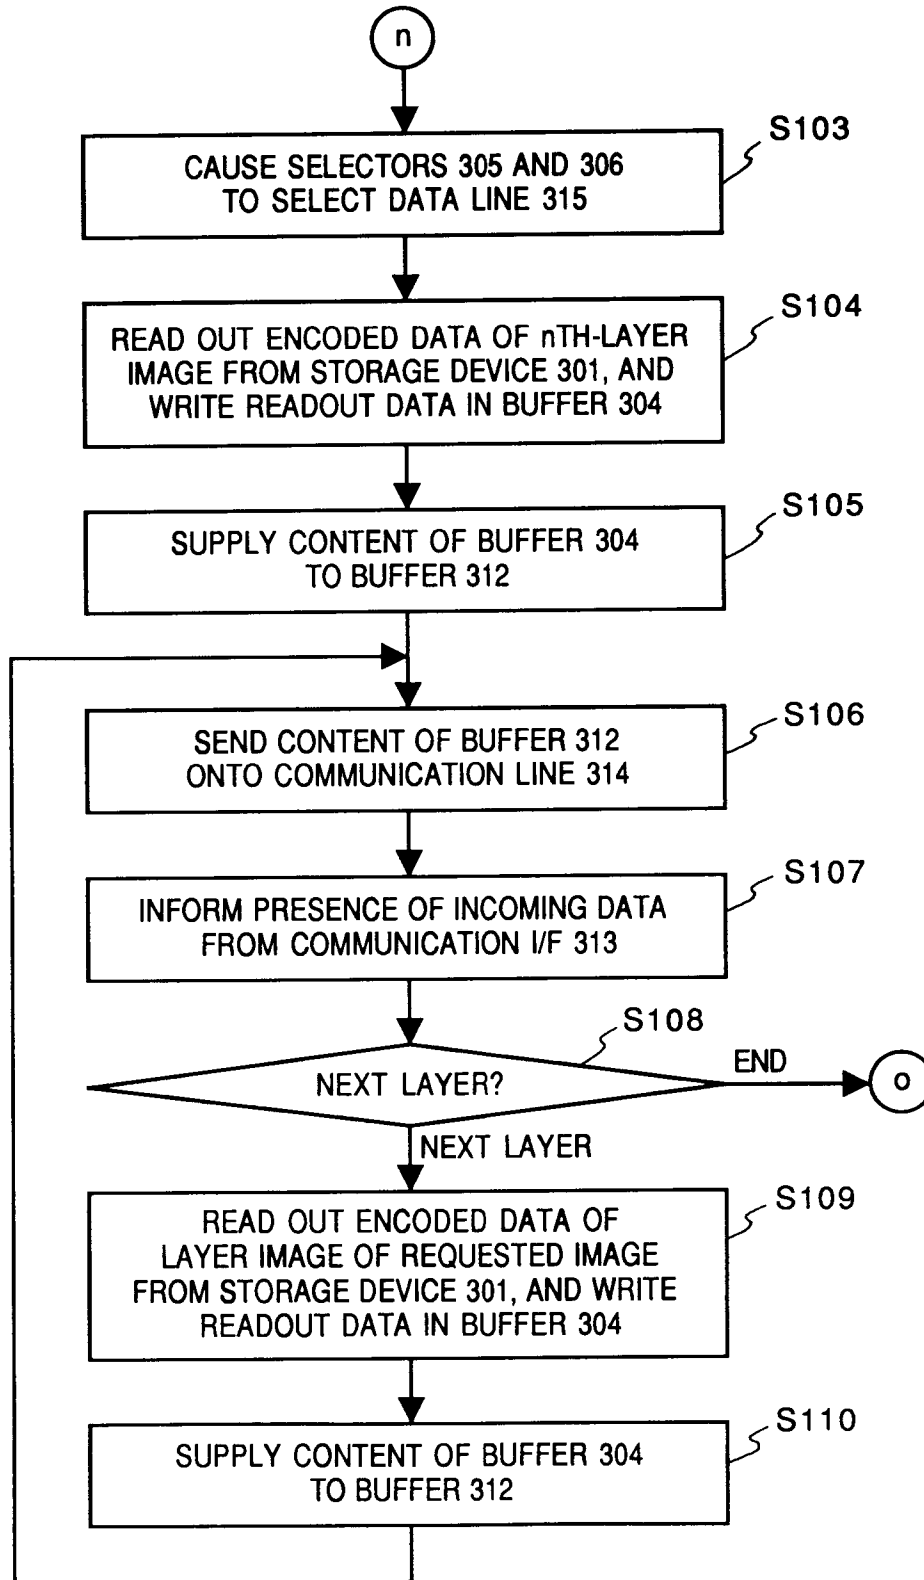 n
S103
CAUSE SELECTORS 305 AND 306
TO SELECT DATA LINE 315
S104
READ OUT ENCODED DATA OF nTH-LAYER
IMAGE FROM STORAGE DEVICE 301, AND
WRITE READOUT DATA IN BUFFER 304
S105
SUPPLY CONTENT OF BUFFER 304
TO BUFFER 312
S106
SEND CONTENT OF BUFFER 312
ONTO COMMUNICATION LINE 314
S107
INFORM PRESENCE OF INCOMING DATA
FROM COMMUNICATION I/F 313
S108
NEXT LAYER?
END
o
NEXT LAYER
S109
READ OUT ENCODED DATA OF
LAYER IMAGE OF REQUESTED IMAGE
FROM STORAGE DEVICE 301, AND WRITE
READOUT DATA IN BUFFER 304
S110
SUPPLY CONTENT OF BUFFER 304
TO BUFFER 312